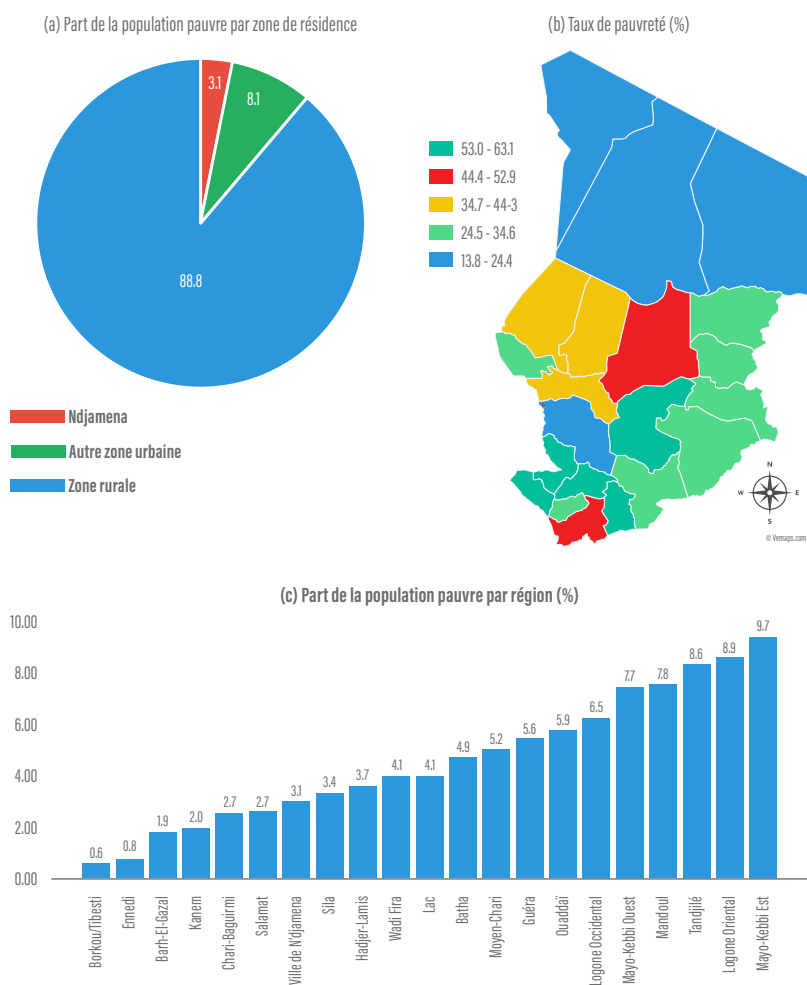 (a) Part de la population pauvre par zone de résidence
3.1
8.1
88.8
Ndjamena
Autre zone urbaine
Zone rurale
(b) Taux de pauvreté (%)
53.0 - 63.1
44.4 - 52.9
34.7 - 44-3
24.5 - 34.6
13.8 - 24.4
N
W
E
S
© Vemaps.com
(c) Part de la population pauvre par région (%)
10.00
8.00
6.00
4.00
2.00
0.00
0.6
0.8
1.9
2.0
2.7
2.7
3.1
3.4
3.7
4.1
4.1
4.9
5.2
5.6
5.9
6.5
7.7
7.8
8.6
8.9
9.7
Borkou/Tibesti
Ennedi
Barh-El-Gazal
Kanem
Chari-Baguirmi
Salamat
Ville de N'djamena
Sila
Hadjer-Lamis
Wadi Fira
Lac
Batha
Moyen-Chari
Guéra
Ouaddaï
Logone Occidental
Mayo-Kebbi Ouest
Mandoul
Tandjilé
Logone Oriental
Mayo-Kebbi Est